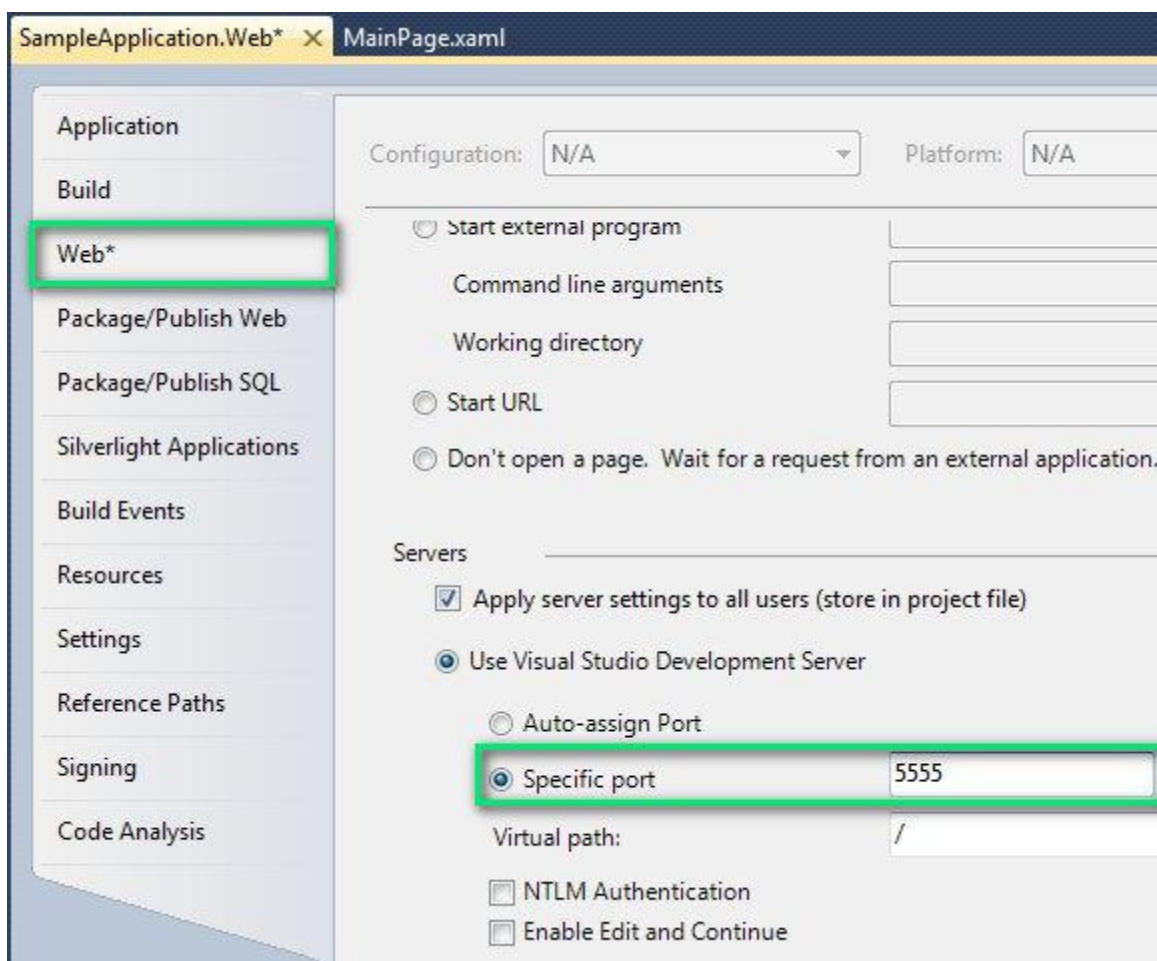 SampleApplication.Web* × MainPage.xaml
Application
Build
Web*
Package/Publish Web
Package/Publish SQL
Silverlight Applications
Build Events
Resources
Settings
Reference Paths
Signing
Code Analysis
Configuration: N/A Platform: N/A
Start external program
Command line arguments
Working directory
Start URL
Don't open a page. Wait for a request from an external application.
Servers
Apply server settings to all users (store in project file)
Use Visual Studio Development Server
Auto-assign Port
Specific port 5555
Virtual path: /
NTLM Authentication
Enable Edit and Continue